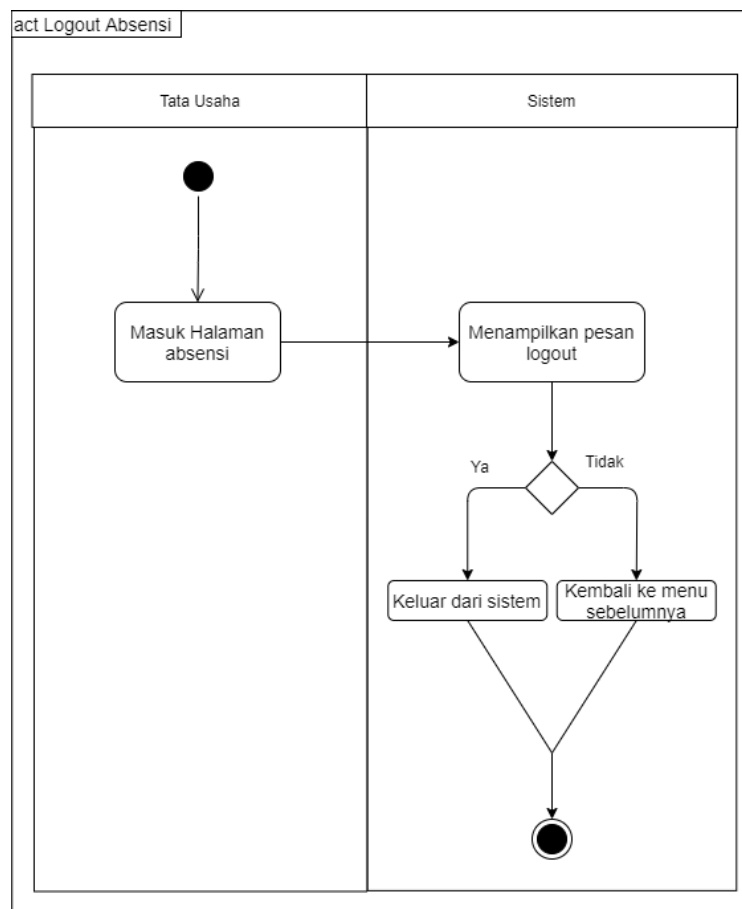 act Logout Absensi
Tata Usaha
Sistem
Masuk Halaman
absensi
Menampilkan pesan
logout
Ya
Tidak
Keluar dari sistem
Kembali ke menu
sebelumnya